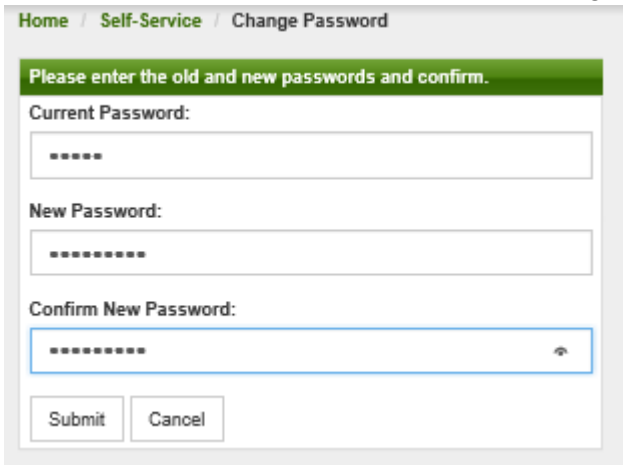 Home / Self-Service / Change Password
Please enter the old and new passwords and confirm.
Current Password:
•••••
New Password:
•••••••••
Confirm New Password:
•••••••••
Submit Cancel